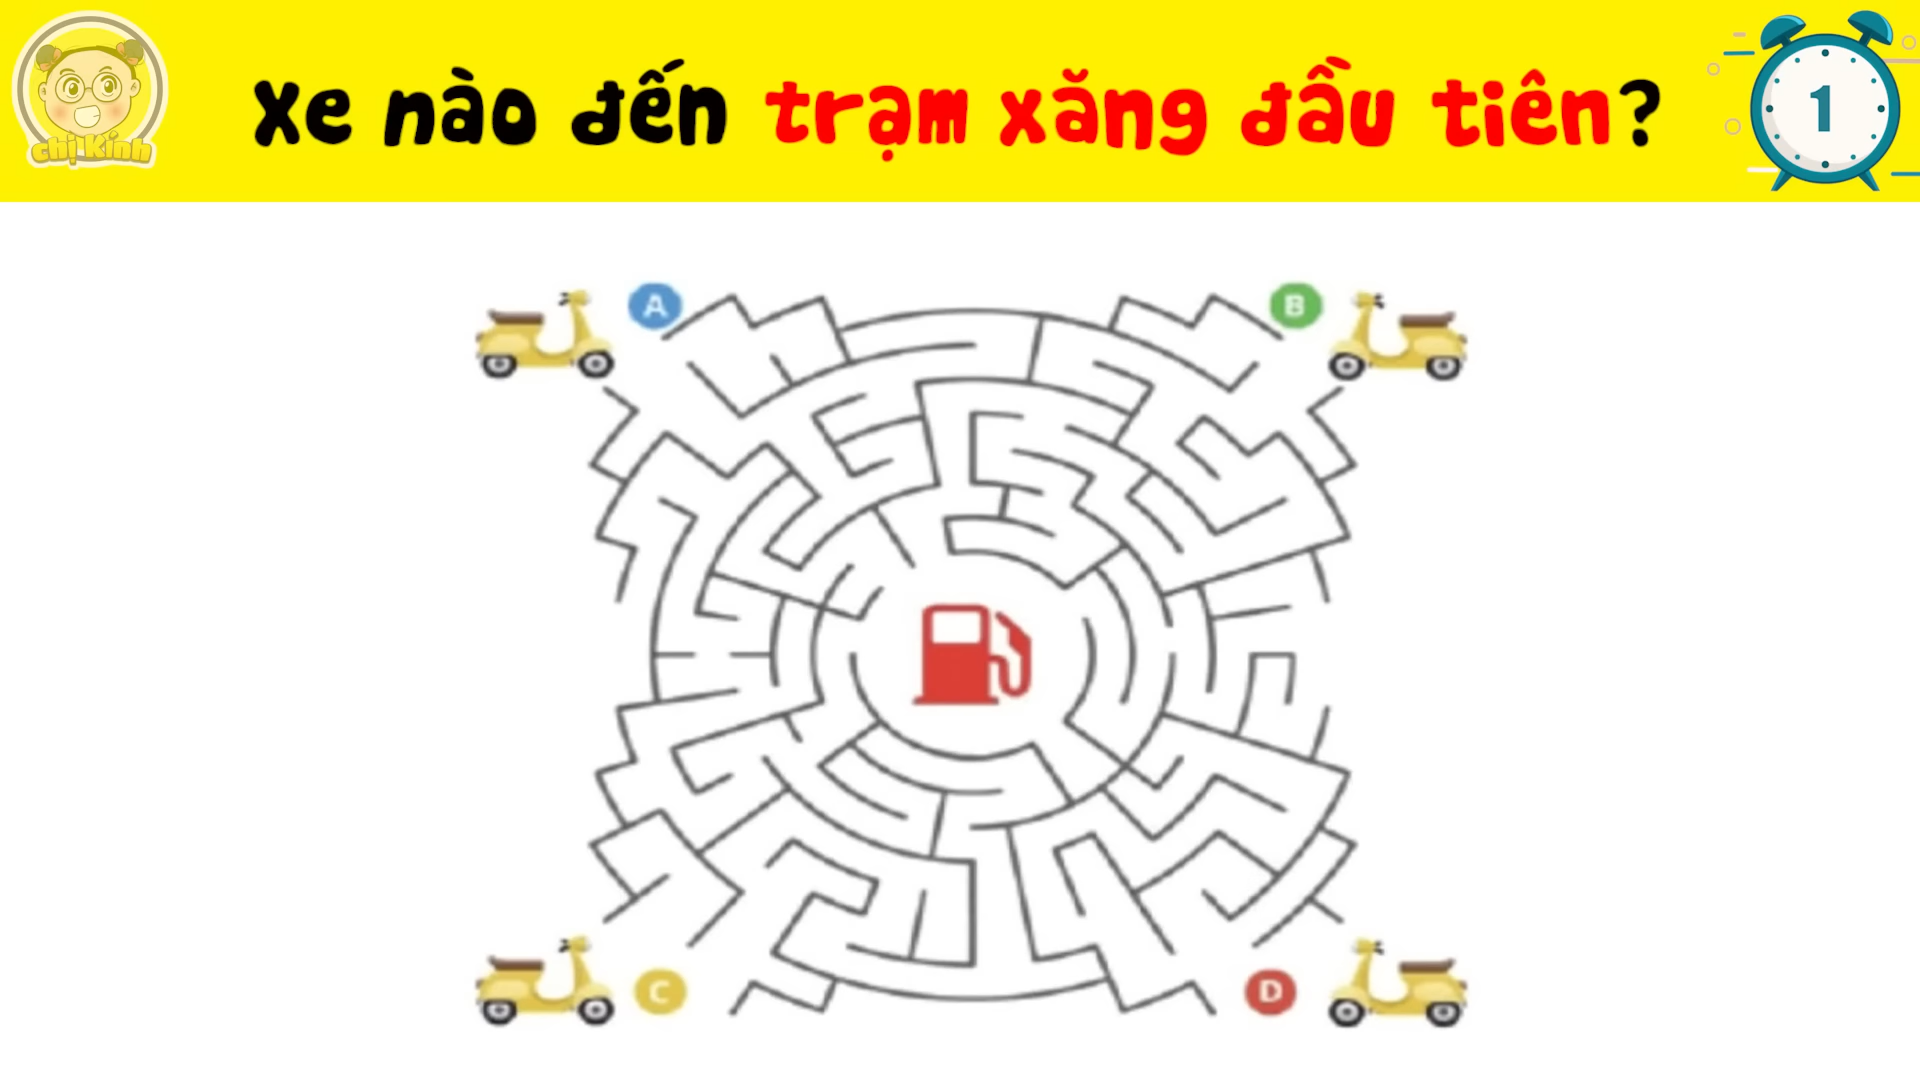 chị Kính
Xe nào đến trạm xăng đầu tiên?
1
A
B
C
D